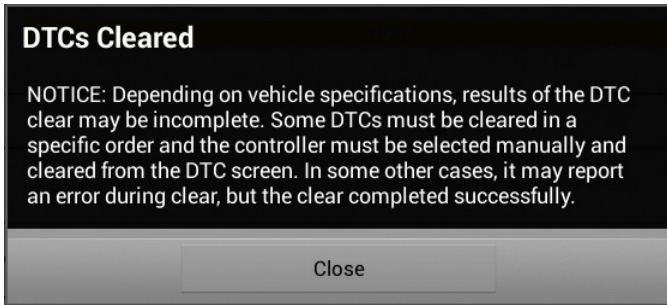 DTCs Cleared
NOTICE: Depending on vehicle specifications, results of the DTC
clear may be incomplete. Some DTCs must be cleared in a
specific order and the controller must be selected manually and
cleared from the DTC screen. In some other cases, it may report
an error during clear, but the clear completed successfully.
Close